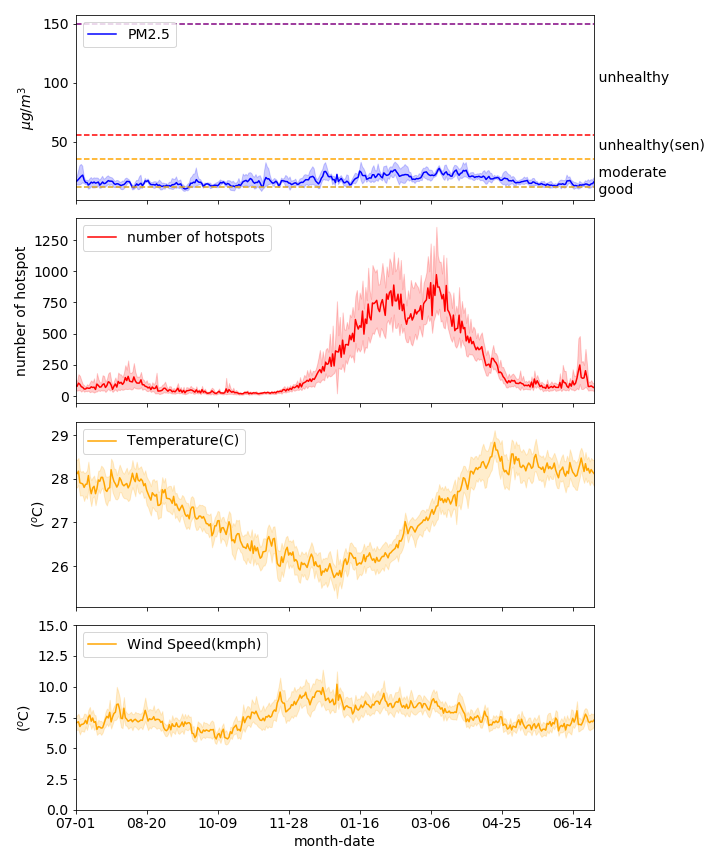 150
PM2.5
100
unhealthy
μg/m³
50
unhealthy(sen)
moderate
good
number of hotspots
1250
1000
750
500
250
0
number of hotspot
29
Temperature(C)
28
27
26
(°C)
15.0
Wind Speed(kmph)
12.5
10.0
7.5
5.0
2.5
0.0
(°C)
07-01 08-20 10-09 11-28 01-16 03-06 04-25 06-14
month-date